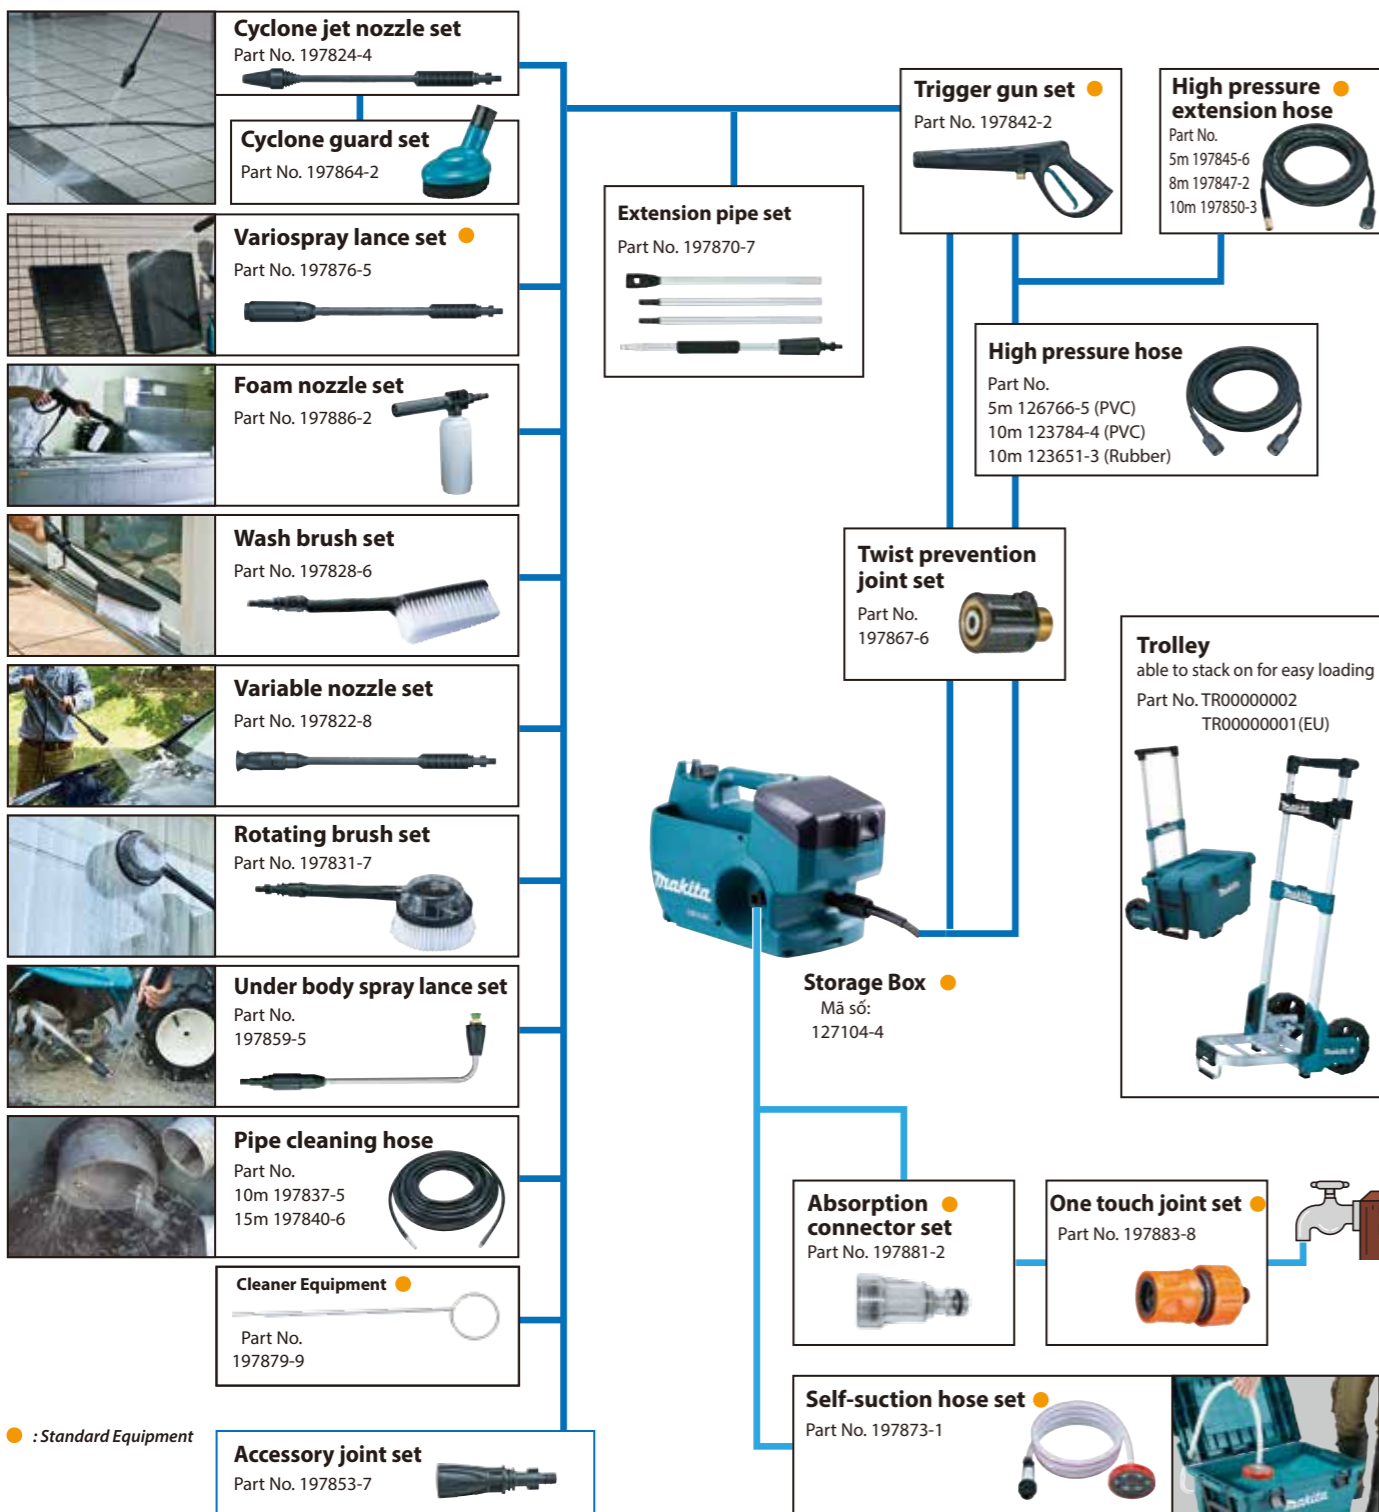 Cyclone jet nozzle set
Part No. 197824-4
Cyclone guard set
Part No. 197864-2
Variospray lance set
Part No. 197876-5
Foam nozzle set
Part No. 197886-2
Wash brush set
Part No. 197828-6
Variable nozzle set
Part No. 197822-8
Rotating brush set
Part No. 197831-7
Under body spray lance set
Part No.
197859-5
Pipe cleaning hose
Part No.
10m 197837-5
15m 197840-6
Cleaner Equipment
Part No.
197879-9
: Standard Equipment
Accessory joint set
Part No. 197853-7
Extension pipe set
Part No. 197870-7
Trigger gun set
Part No. 197842-2
High pressure
extension hose
Part No.
5m 197845-6
8m 197847-2
10m 197850-3
High pressure hose
Part No.
5m 126766-5 (PVC)
10m 123784-4 (PVC)
10m 123651-3 (Rubber)
Twist prevention
joint set
Part No.
197867-6
Trolley
able to stack on for easy loading
Part No. TR00000002
TR00000001(EU)
makita
Storage Box
Mã số:
127104-4
Absorption
connector set
Part No. 197881-2
One touch joint set
Part No. 197883-8
Self-suction hose set
Part No. 197873-1